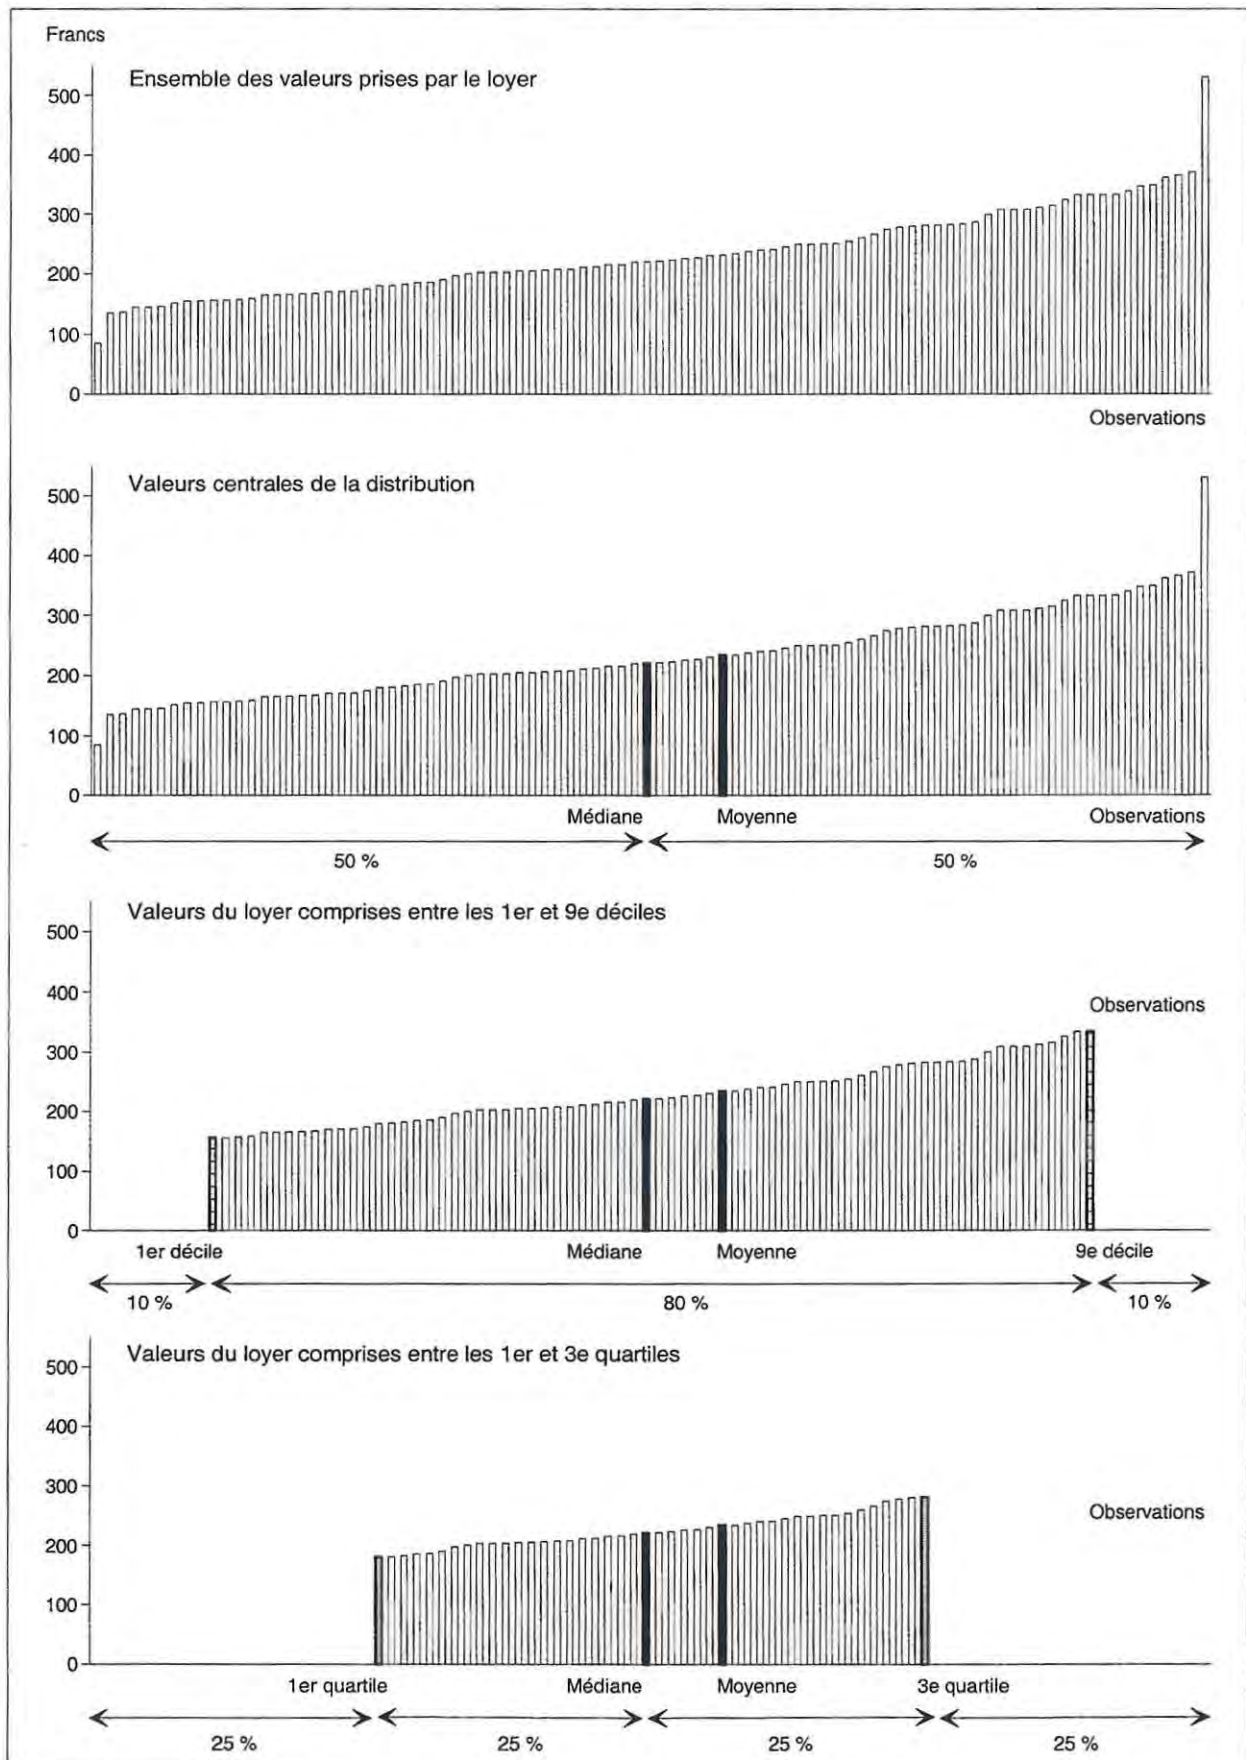 Francs
Ensemble des valeurs prises par le loyer
500
400
300
200
100
0
Observations
Valeurs centrales de la distribution
500
400
300
200
100
0
Médiane Moyenne Observations
50 % 50 %
Valeurs du loyer comprises entre les 1er et 9e déciles
500
400
Observations
300
200
100
0
1er décile Médiane Moyenne 9e décile
10 % 80 % 10 %
Valeurs du loyer comprises entre les 1er et 3e quartiles
500
400
300
Observations
200
100
0
1er quartile Médiane Moyenne 3e quartile
25 % 25 % 25 % 25 %